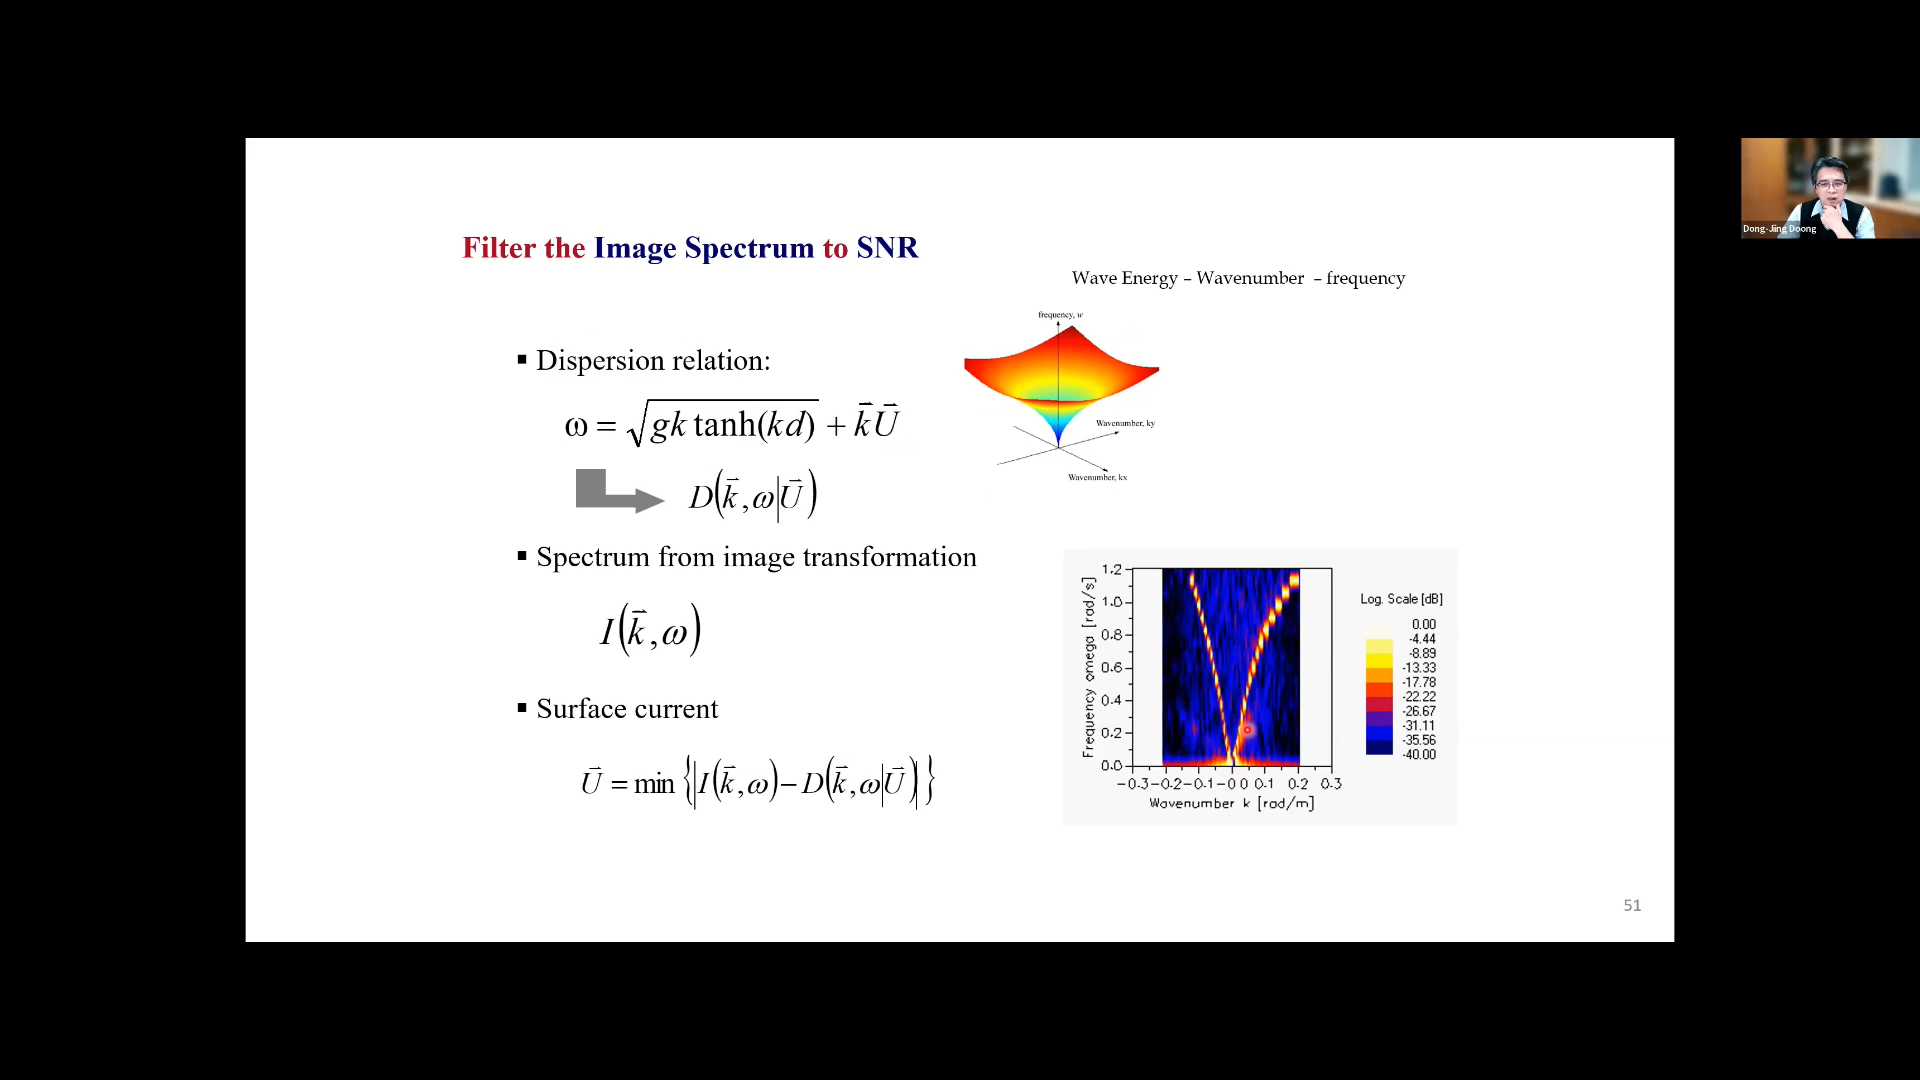 Filter the Image Spectrum to SNR
Wave Energy – Wavenumber – frequency
frequency, w
Wavenumber, ky
Wavenumber, kx
▪ Dispersion relation:
ω = √gk tanh(kd) + k⃗U⃗
D(k⃗,ω|U⃗)
▪ Spectrum from image transformation
I(k⃗,ω)
▪ Surface current
U⃗ = min {|I(k⃗,ω)−D(k⃗,ω|U⃗)|}
Frequency omega [rad/s]
1.2
1.0
0.8
0.6
0.4
0.2
0.0
−0.3−0.2−0.1−0 0 0.1 0.2 0.3
Wavenumber k [rad/m]
Log. Scale [dB]
0.00
-4.44
-8.89
-13.33
-17.78
-22.22
-26.67
-31.11
-35.56
-40.00
51
Dong-Jiing Doong